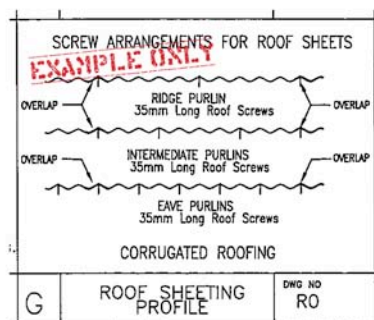 SCREW ARRANGEMENTS FOR ROOF SHEETS
EXAMPLE ONLY
OVERLAP
RIDGE PURLIN
35mm Long Roof Screws
OVERLAP
OVERLAP
INTERMEDIATE PURLINS
35mm Long Roof Screws
OVERLAP
EAVE PURLINS
35mm Long Roof Screws
CORRUGATED ROOFING
G
ROOF SHEETING
PROFILE
DWG NO
RO